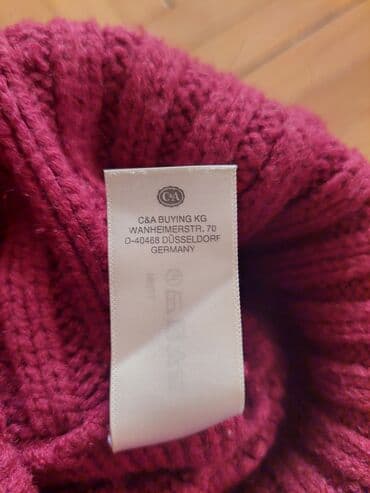 C&A
C&A BUYING KG
WANHEIMERSTR. 70
D-40468 DÜSSELDORF
GERMANY